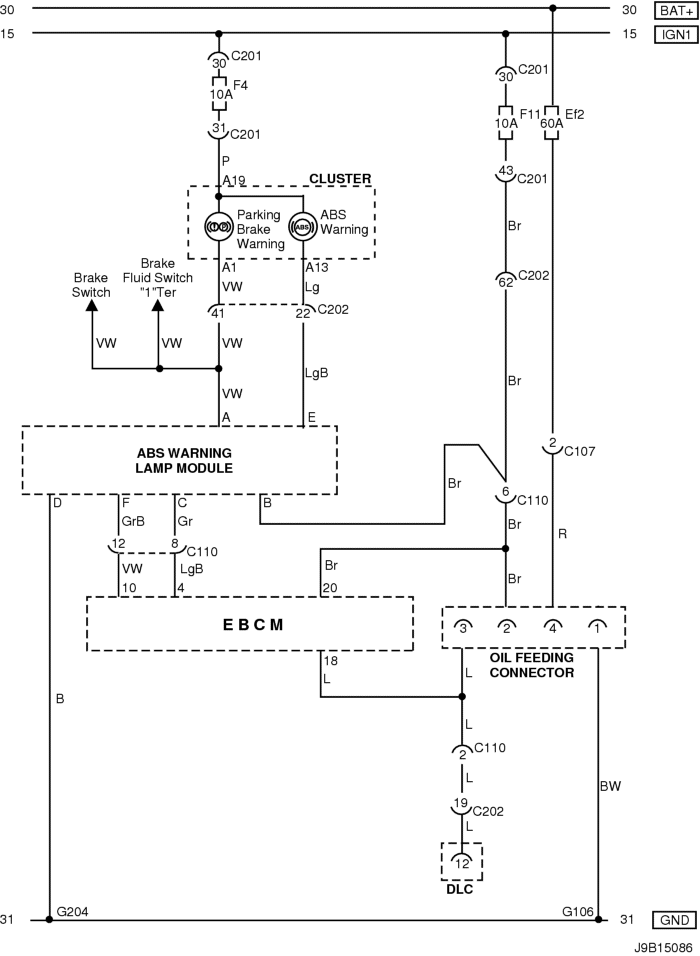 30
30
BAT+
15
15
IGN1
C201
30
F4
10A
31
C201
P
A19
CLUSTER
Parking
Brake
Warning
ABS
ABS
Warning
A1
A13
VW
Lg
41
22
C202
Brake
Switch
Brake
Fluid Switch
"1"Ter
VW
VW
VW
VW
LgB
A
E
30
C201
F11
10A
Ef2
60A
43
C201
Br
62
C202
Br
2
C107
ABS WARNING
LAMP MODULE
D
F
C
B
GrB
Gr
12
8
C110
VW
LgB
10
4
Br
6
C110
Br
R
Br
20
Br
E B C M
18
L
3
2
4
1
OIL FEEDING
CONNECTOR
L
L
2
C110
L
19
C202
L
12
DLC
B
BW
31
G204
G106
31
GND
J9B15086